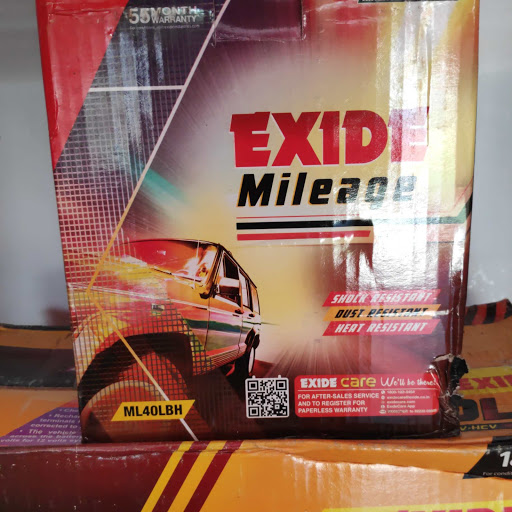 55 MONTH
WARRANTY
EXIDE
Mileage
SHOCK RESISTANT
DUST RESISTANT
HEAT RESISTANT
EXIDE care We'll be there!
FOR AFTER-SALES SERVICE
AND TO REGISTER FOR
PAPERLESS WARRANTY
ML40LBH